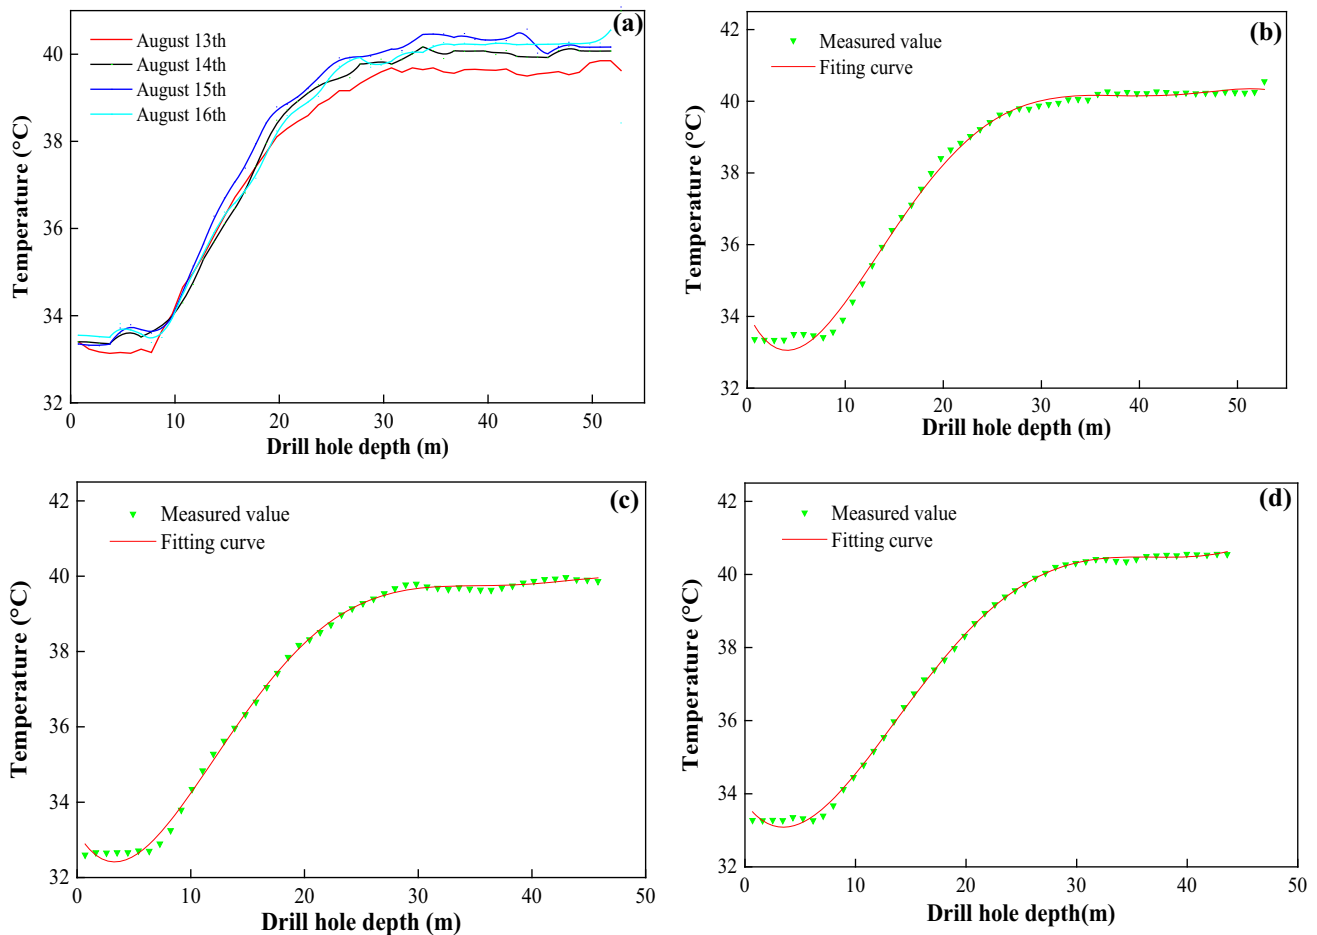 (a)
August 13th
August 14th
August 15th
August 16th
Temperature (°C)
42
40
38
36
34
32
0 10 20 30 40 50
Drill hole depth (m)
(b)
Measured value
Fiting curve
Temperature (°C)
42
40
38
36
34
32
0 10 20 30 40 50
Drill hole depth (m)
(c)
Measured value
Fitting curve
Temperature (°C)
42
40
38
36
34
32
0 10 20 30 40 50
Drill hole depth (m)
(d)
Measured value
Fitting curve
Temperature (°C)
42
40
38
36
34
32
0 10 20 30 40 50
Drill hole depth(m)